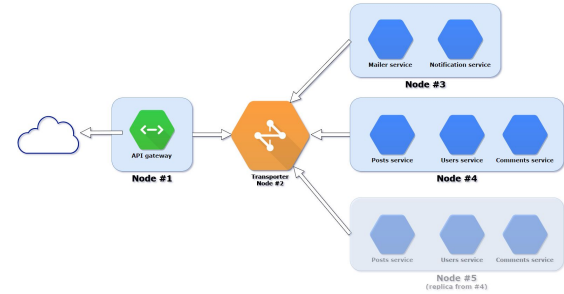 Mailer service
Notification service
Node #3
API gateway
Node #1
Transporter
Node #2
Posts service
Users service
Comments service
Node #4
Posts service
Users service
Comments service
Node #5
(replica from #4)